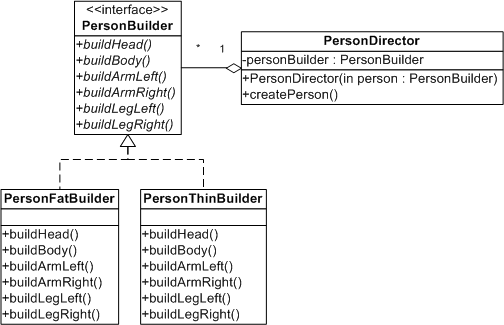 <<interface>>
PersonBuilder
+buildHead()
+buildBody()
+buildArmLeft()
+buildArmRight()
+buildLegLeft()
+buildLegRight()
* 1
PersonDirector
-personBuilder : PersonBuilder
+PersonDirector(in person : PersonBuilder)
+createPerson()
PersonFatBuilder
+buildHead()
+buildBody()
+buildArmLeft()
+buildArmRight()
+buildLegLeft()
+buildLegRight()
PersonThinBuilder
+buildHead()
+buildBody()
+buildArmLeft()
+buildArmRight()
+buildLegLeft()
+buildLegRight()